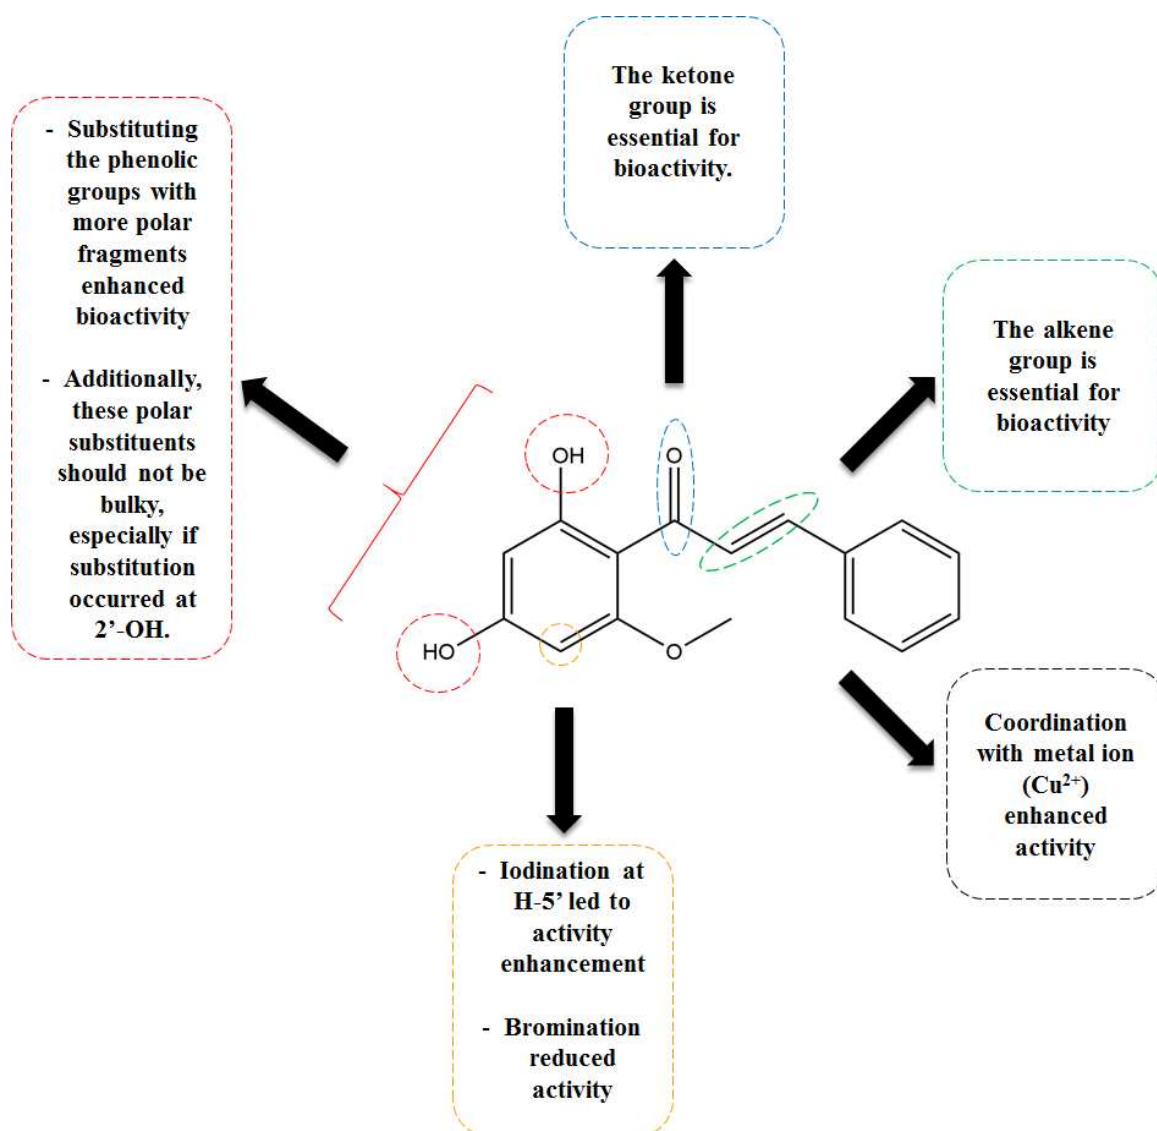 The ketone
group is
essential for
bioactivity.
- Substituting
the phenolic
groups with
more polar
fragments
enhanced
bioactivity
- Additionally,
these polar
substituents
should not be
bulky,
especially if
substitution
occurred at
2’-OH.
The alkene
group is
essential for
bioactivity
OH
O
HO
O
Coordination
with metal ion
(Cu²⁺)
enhanced
activity
- Iodination at
H-5’ led to
activity
enhancement
- Bromination
reduced
activity